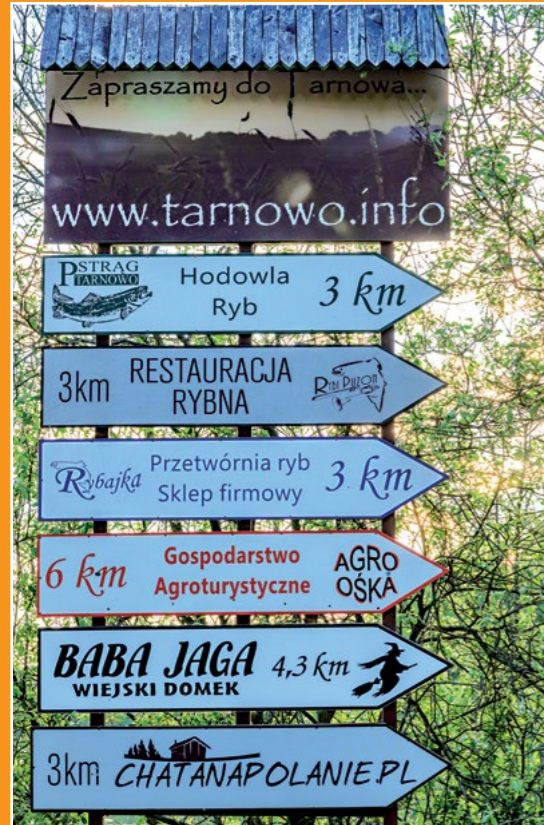 Zapraszamy do Tarnowa...
www.tarnowo.info
PSTRĄG
TARNOWO
Hodowla
Ryb
3 km
3km
RESTAURACJA
RYBNA
RYBI PUZON
Rybajka
Przetwórnia ryb
Sklep firmowy
3 km
6 km
Gospodarstwo
Agroturystyczne
AGRO
OŚKA
BABA JAGA
WIEJSKI DOMEK
4,3 km
3km
CHATANAPOLANIE.PL